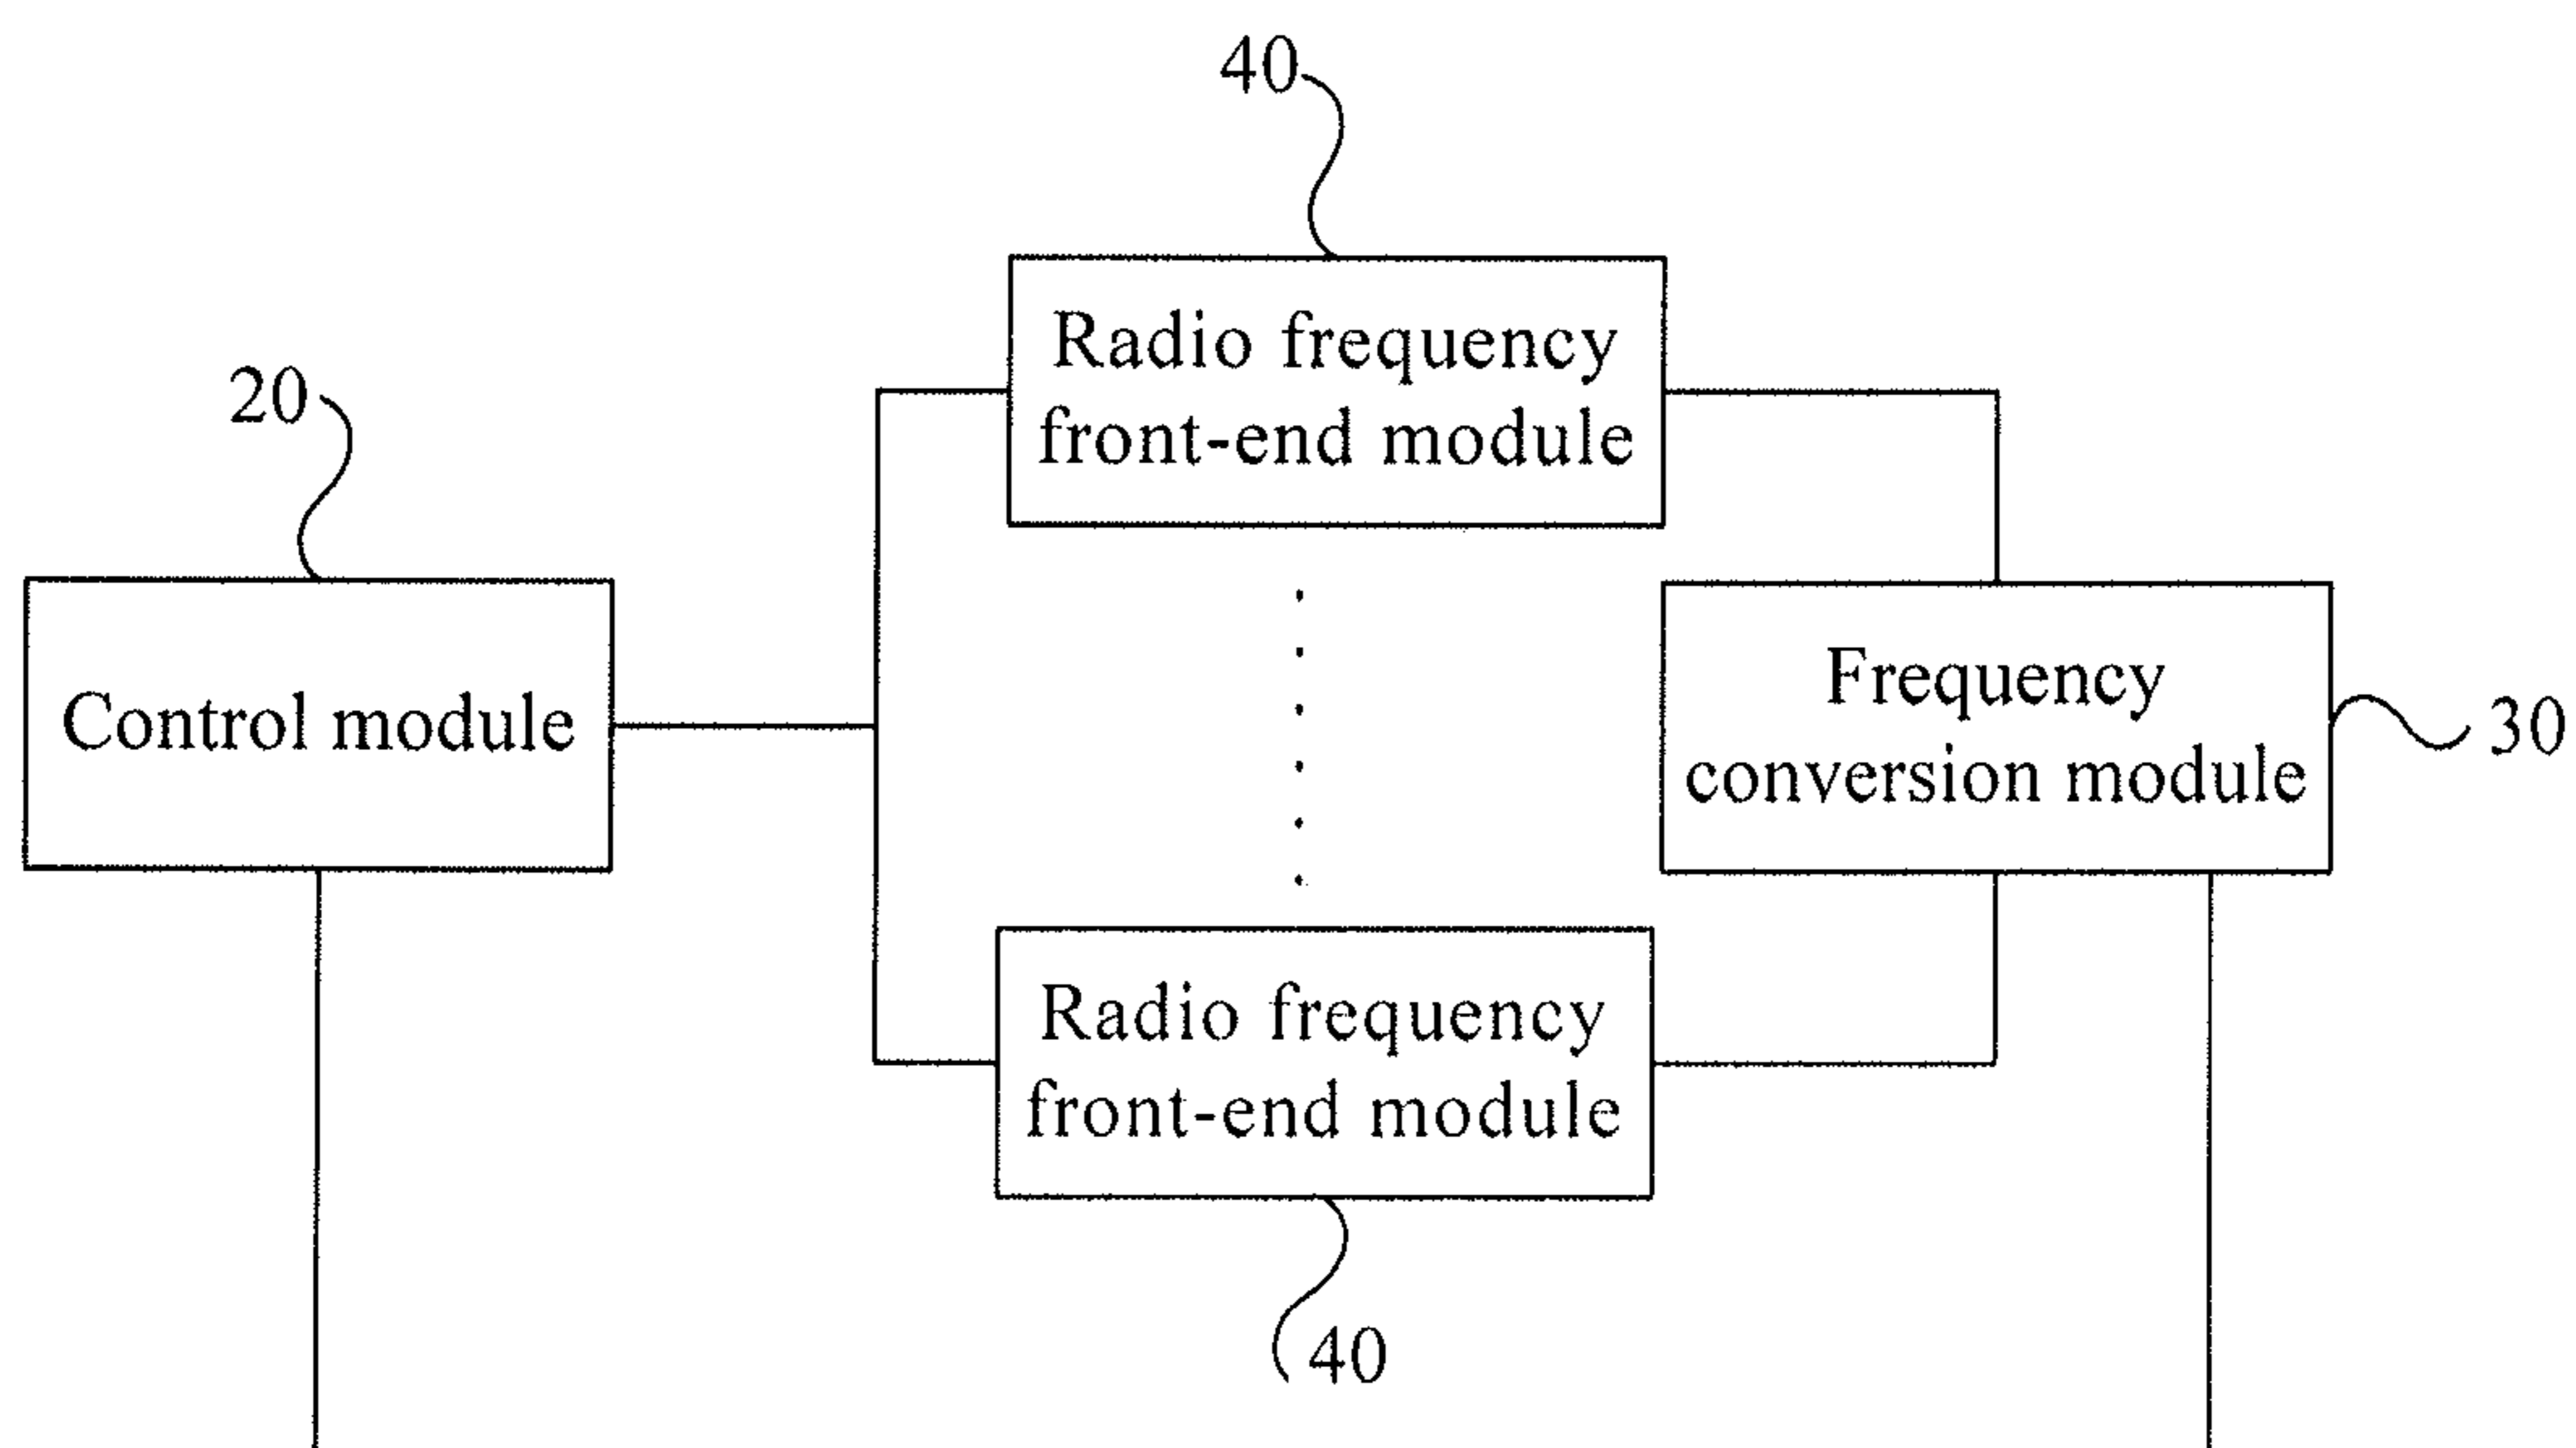 40
Radio frequency
front-end module
20
Control module
Frequency
conversion module
30
Radio frequency
front-end module
40